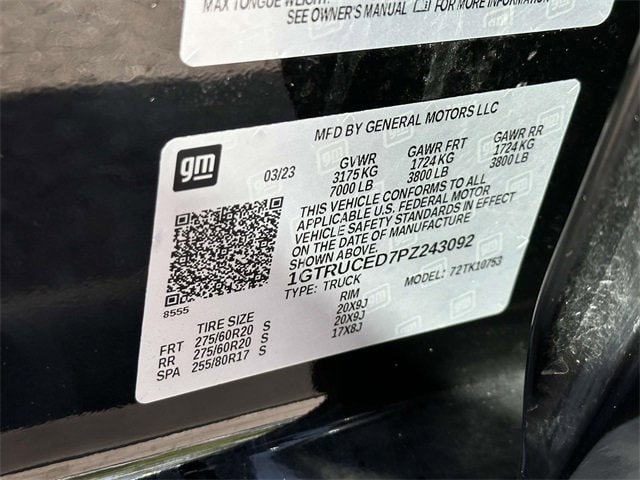 MAX TONGUE WEIGHT:
SEE OWNER'S MANUAL FOR MORE INFORMATION
MFD BY GENERAL MOTORS LLC
gm
03/23
GVWR
3175 KG
7000 LB
GAWR FRT
1724 KG
3800 LB
GAWR RR
1724 KG
3800 LB
THIS VEHICLE CONFORMS TO ALL
APPLICABLE U.S. FEDERAL MOTOR
VEHICLE SAFETY STANDARDS IN EFFECT
ON THE DATE OF MANUFACTURE
SHOWN ABOVE.
1GTRUCED7PZ243092
TYPE: TRUCK
MODEL: 72TK10753
8555
TIRE SIZE RIM
FRT 275/60R20 S 20X9J
RR 275/60R20 S 20X9J
SPA 255/80R17 S 17X8J